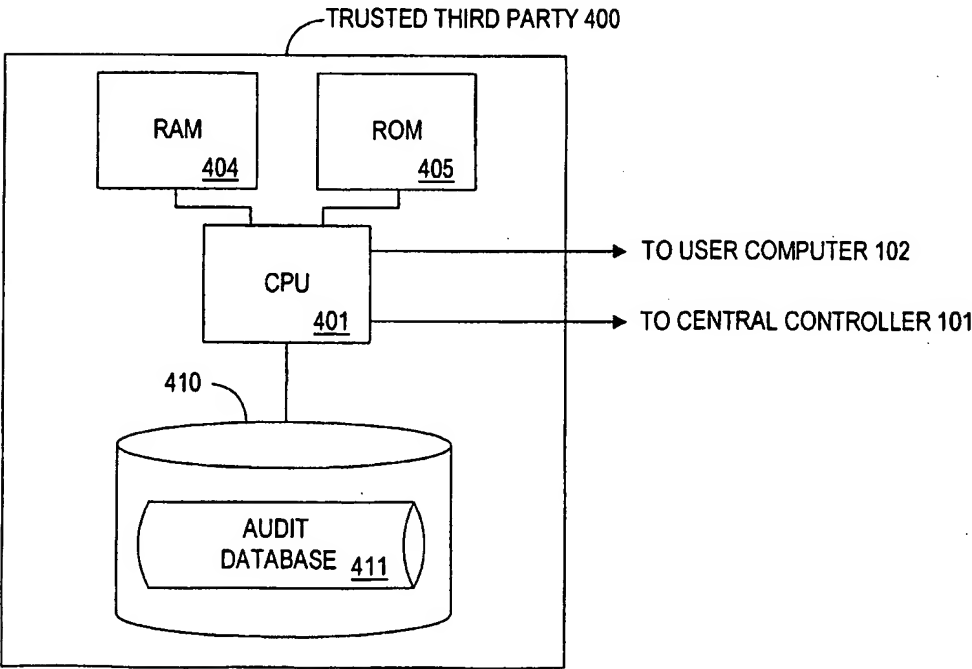 TRUSTED THIRD PARTY 400
RAM
404
ROM
405
CPU
401
TO USER COMPUTER 102
TO CENTRAL CONTROLLER 101
410
AUDIT
DATABASE
411